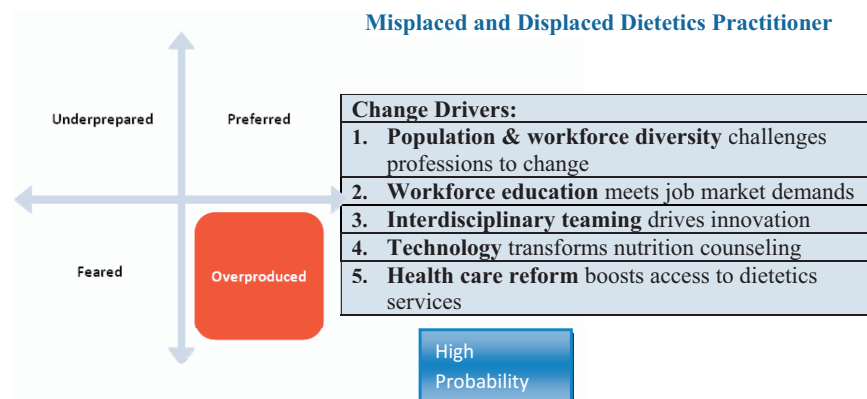 Misplaced and Displaced Dietetics Practitioner
Underprepared
Preferred
Feared
Overproduced
Change Drivers:
1. Population & workforce diversity challenges
professions to change
2. Workforce education meets job market demands
3. Interdisciplinary teaming drives innovation
4. Technology transforms nutrition counseling
5. Health care reform boosts access to dietetics
services
High
Probability